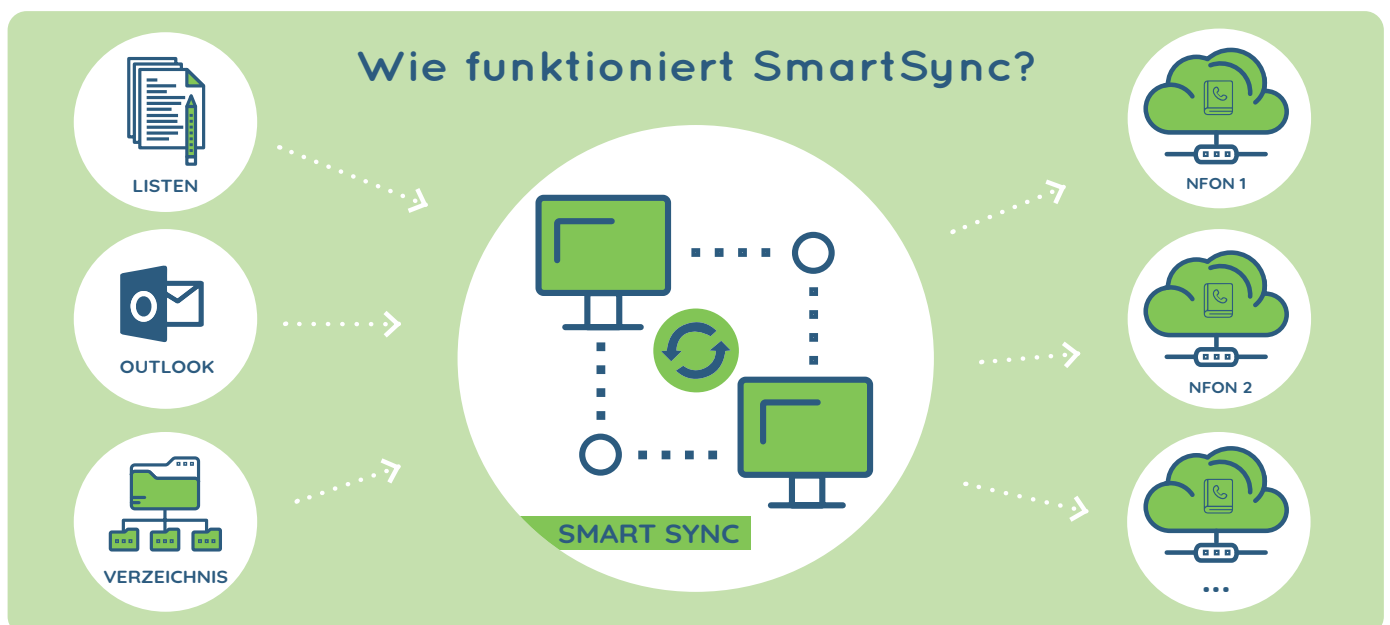 Wie funktioniert SmartSync?
LISTEN
OUTLOOK
VERZEICHNIS
SMART SYNC
NFON 1
NFON 2
...